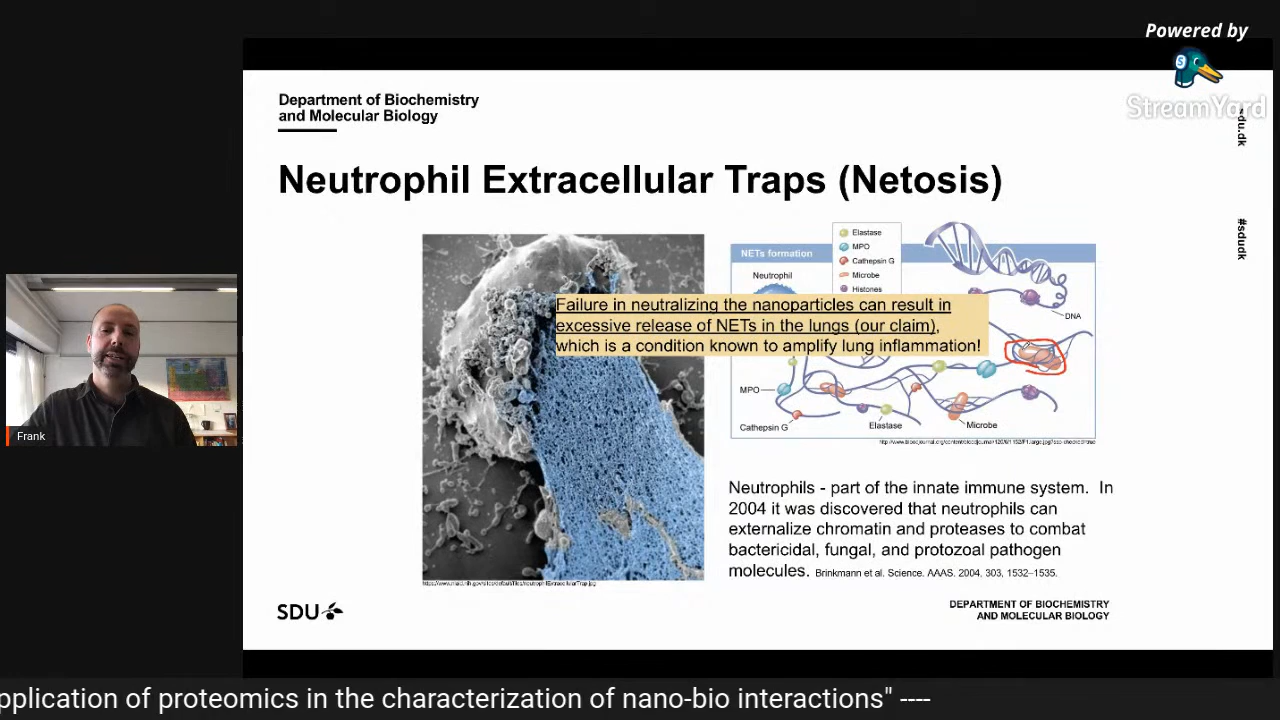 Powered by
StreamYard
Department of Biochemistry
and Molecular Biology
sdu.dk
#sdudk
Neutrophil Extracellular Traps (Netosis)
NETs formation
Neutrophil
Elastase
MPO
Cathepsin G
Microbe
Histones
DNA
Failure in neutralizing the nanoparticles can result in
excessive release of NETs in the lungs (our claim),
which is a condition known to amplify lung inflammation!
MPO
Cathepsin G
Elastase
Microbe
Neutrophils - part of the innate immune system. In
2004 it was discovered that neutrophils can
externalize chromatin and proteases to combat
bactericidal, fungal, and protozoal pathogen
molecules. Brinkmann et al. Science. AAAS. 2004, 303, 1532–1535.
SDU
DEPARTMENT OF BIOCHEMISTRY
AND MOLECULAR BIOLOGY
Frank
pplication of proteomics in the characterization of nano-bio interactions" ----